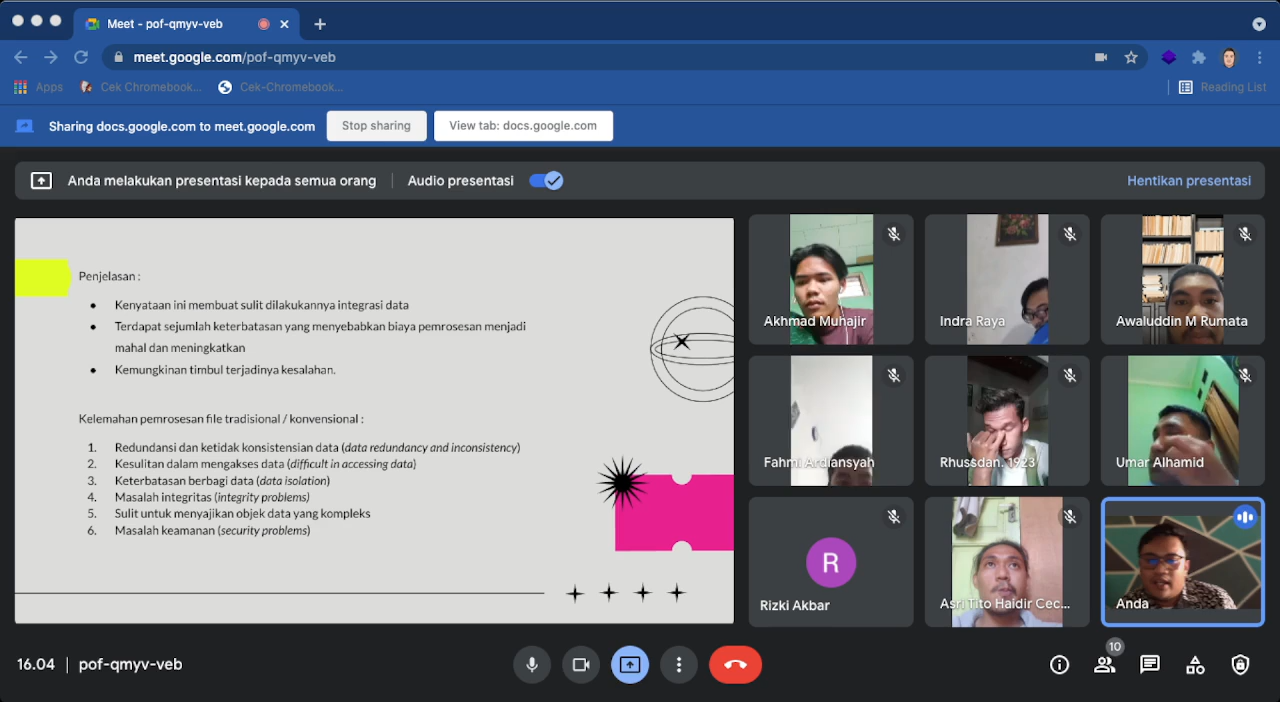 Meet - pof-qmyv-veb
meet.google.com/pof-qmyv-veb
Apps
Cek Chromebook...
Cek-Chromebook...
Reading List
Sharing docs.google.com to meet.google.com
Stop sharing
View tab: docs.google.com
Anda melakukan presentasi kepada semua orang
Audio presentasi
Hentikan presentasi
Penjelasan :
• Kenyataan ini membuat sulit dilakukannya integrasi data
• Terdapat sejumlah keterbatasan yang menyebabkan biaya pemrosesan menjadi
mahal dan meningkatkan
• Kemungkinan timbul terjadinya kesalahan.
Kelemahan pemrosesan file tradisional / konvensional :
1. Redundansi dan ketidak konsistensian data (data redundancy and inconsistency)
2. Kesulitan dalam mengakses data (difficult in accessing data)
3. Keterbatasan berbagi data (data isolation)
4. Masalah integritas (integrity problems)
5. Sulit untuk menyajikan objek data yang kompleks
6. Masalah keamanan (security problems)
Akhmad Muhajir
Indra Raya
Awaluddin M Rumata
Fahmi Ardiansyah
Rhussdan. 1923
Umar Alhamid
R
Rizki Akbar
Asri Tito Haidir Cec...
Anda
16.04 | pof-qmyv-veb
10